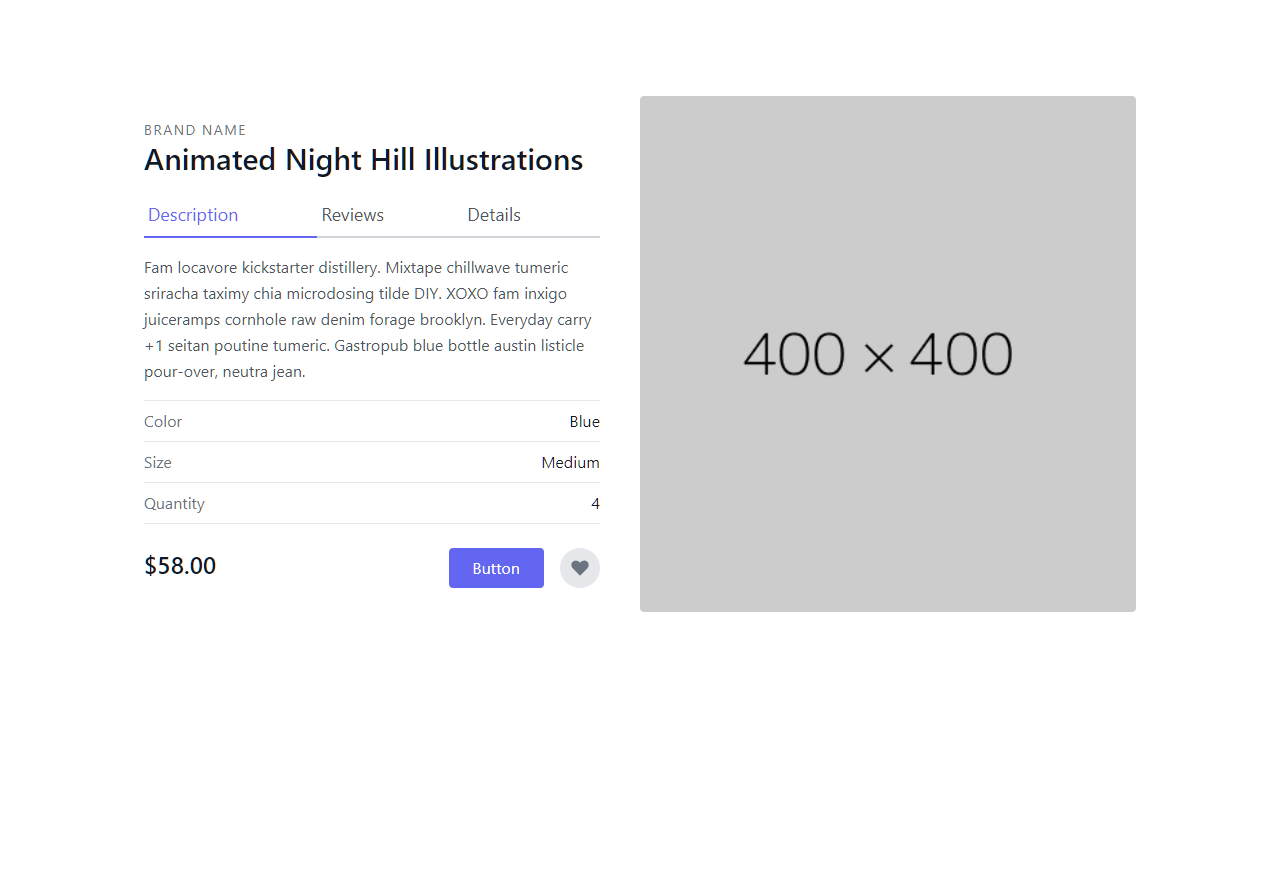 BRAND NAME
Animated Night Hill Illustrations
Description Reviews Details
Fam locavore kickstarter distillery. Mixtape chillwave tumeric
sriracha taximy chia microdosing tilde DIY. XOXO fam inxigo
juiceramps cornhole raw denim forage brooklyn. Everyday carry
+1 seitan poutine tumeric. Gastropub blue bottle austin listicle
pour-over, neutra jean.
Color Blue
Size Medium
Quantity 4
$58.00 Button
400 × 400